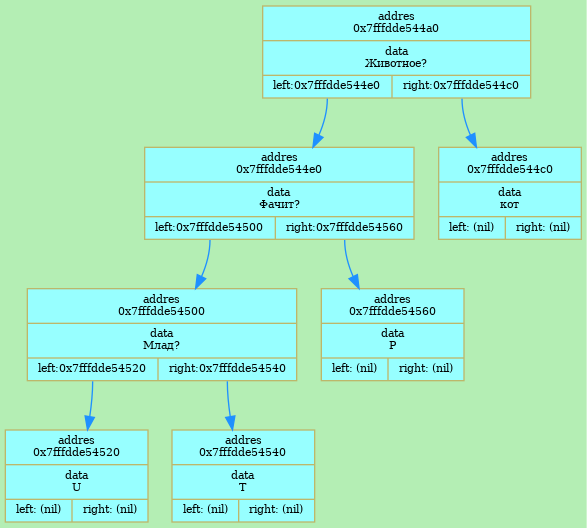 addres
0x7fffdde544a0
data
Животное?
left:0x7fffdde544e0 right:0x7fffdde544c0
addres
0x7fffdde544e0
data
Фачит?
left:0x7fffdde54500 right:0x7fffdde54560
addres
0x7fffdde544c0
data
кот
left: (nil) right: (nil)
addres
0x7fffdde54500
data
Млад?
left:0x7fffdde54520 right:0x7fffdde54540
addres
0x7fffdde54560
data
P
left: (nil) right: (nil)
addres
0x7fffdde54520
data
U
left: (nil) right: (nil)
addres
0x7fffdde54540
data
T
left: (nil) right: (nil)